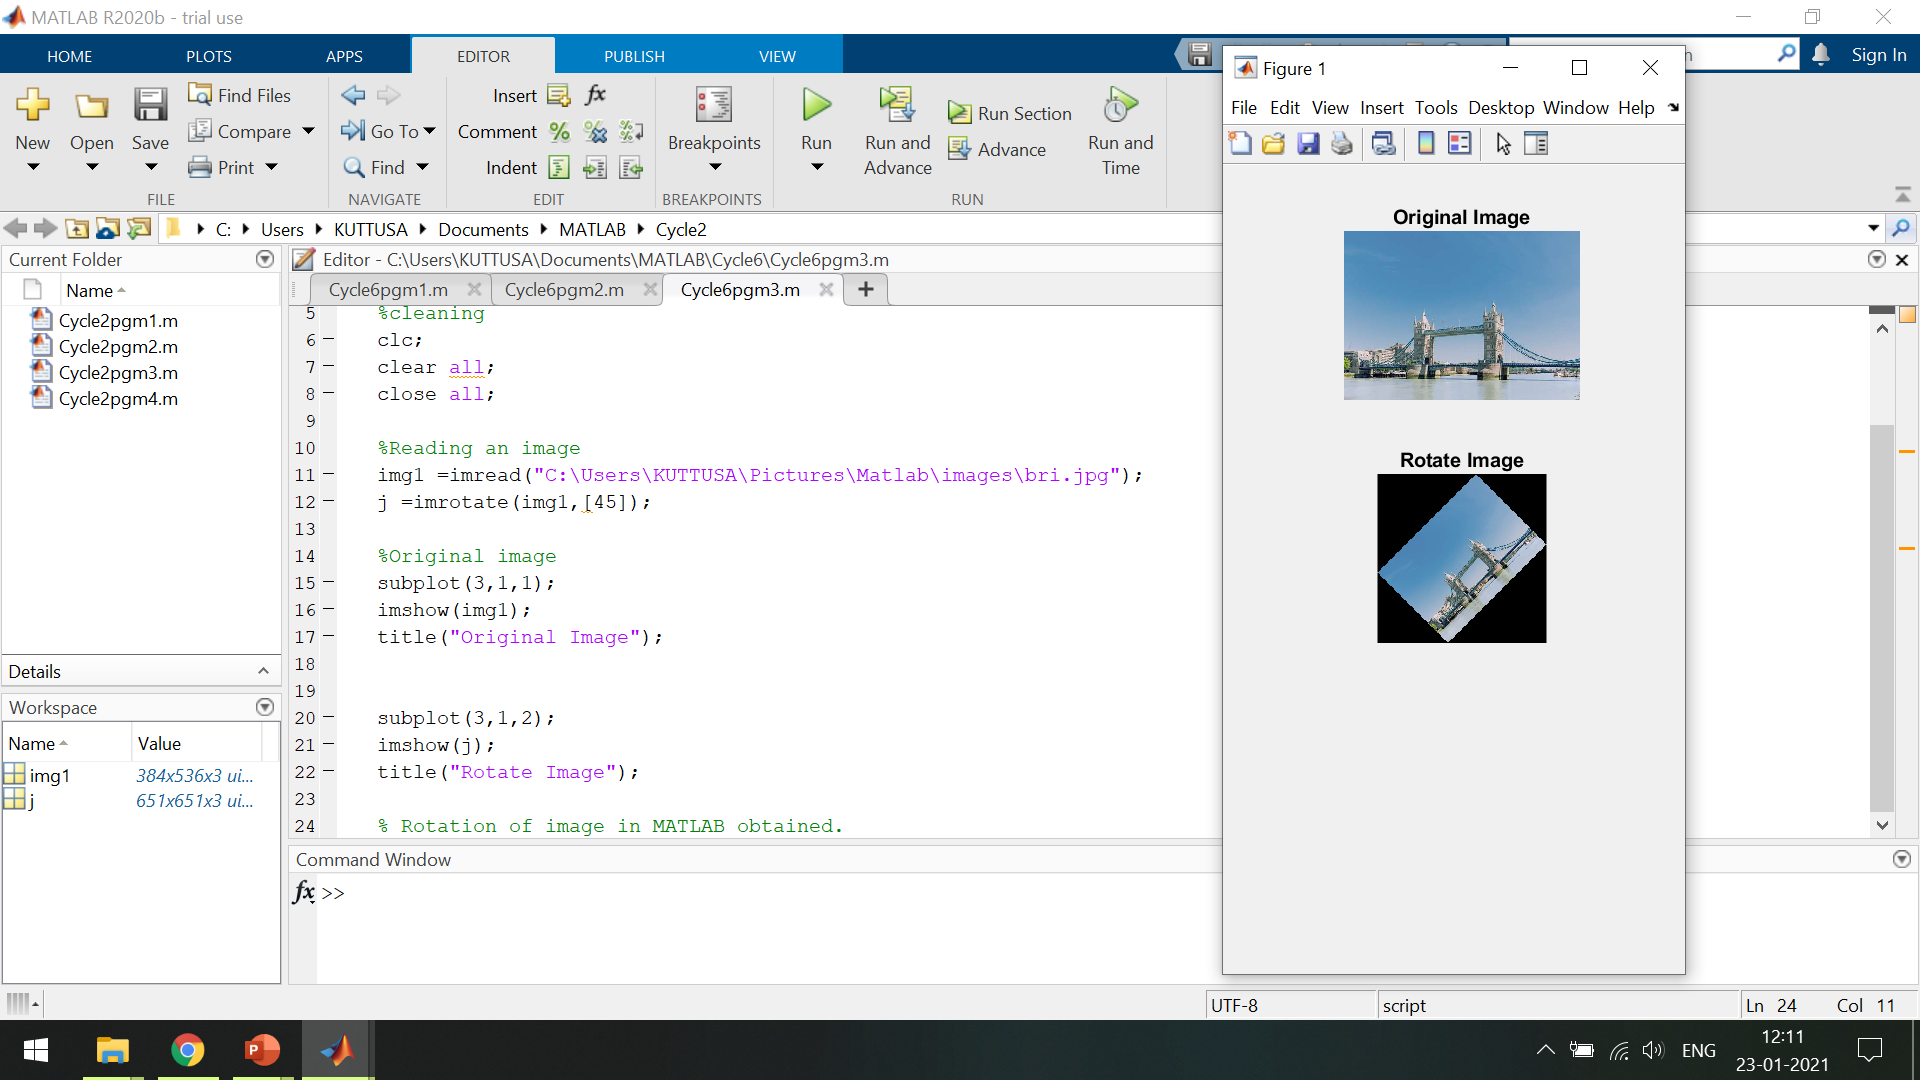 MATLAB R2020b - trial use
HOME PLOTS APPS EDITOR PUBLISH VIEW
Sign In
New
Open
Save
Find Files
Compare
Print
FILE
Go To
Find
NAVIGATE
Insert
Comment
Indent
EDIT
Breakpoints
BREAKPOINTS
Run
Run and
Advance
Run Section
Advance
Run and
Time
RUN
C: Users KUTTUSA Documents MATLAB Cycle2
Current Folder
Name
Cycle2pgm1.m
Cycle2pgm2.m
Cycle2pgm3.m
Cycle2pgm4.m
Details
Workspace
Name Value
img1 384x536x3 ui...
j 651x651x3 ui...
Editor - C:\Users\KUTTUSA\Documents\MATLAB\Cycle6\Cycle6pgm3.m
Cycle6pgm1.m Cycle6pgm2.m Cycle6pgm3.m
5 %cleaning
6 clc;
7 clear all;
8 close all;
9
10 %Reading an image
11 img1 =imread("C:\Users\KUTTUSA\Pictures\Matlab\images\bri.jpg");
12 j =imrotate(img1,[45]);
13
14 %Original image
15 subplot(3,1,1);
16 imshow(img1);
17 title("Original Image");
18
19
20 subplot(3,1,2);
21 imshow(j);
22 title("Rotate Image");
23
24 % Rotation of image in MATLAB obtained.
Command Window
fx >>
Figure 1
File Edit View Insert Tools Desktop Window Help
Original Image
Rotate Image
UTF-8 script Ln 24 Col 11
ENG
12:11
23-01-2021